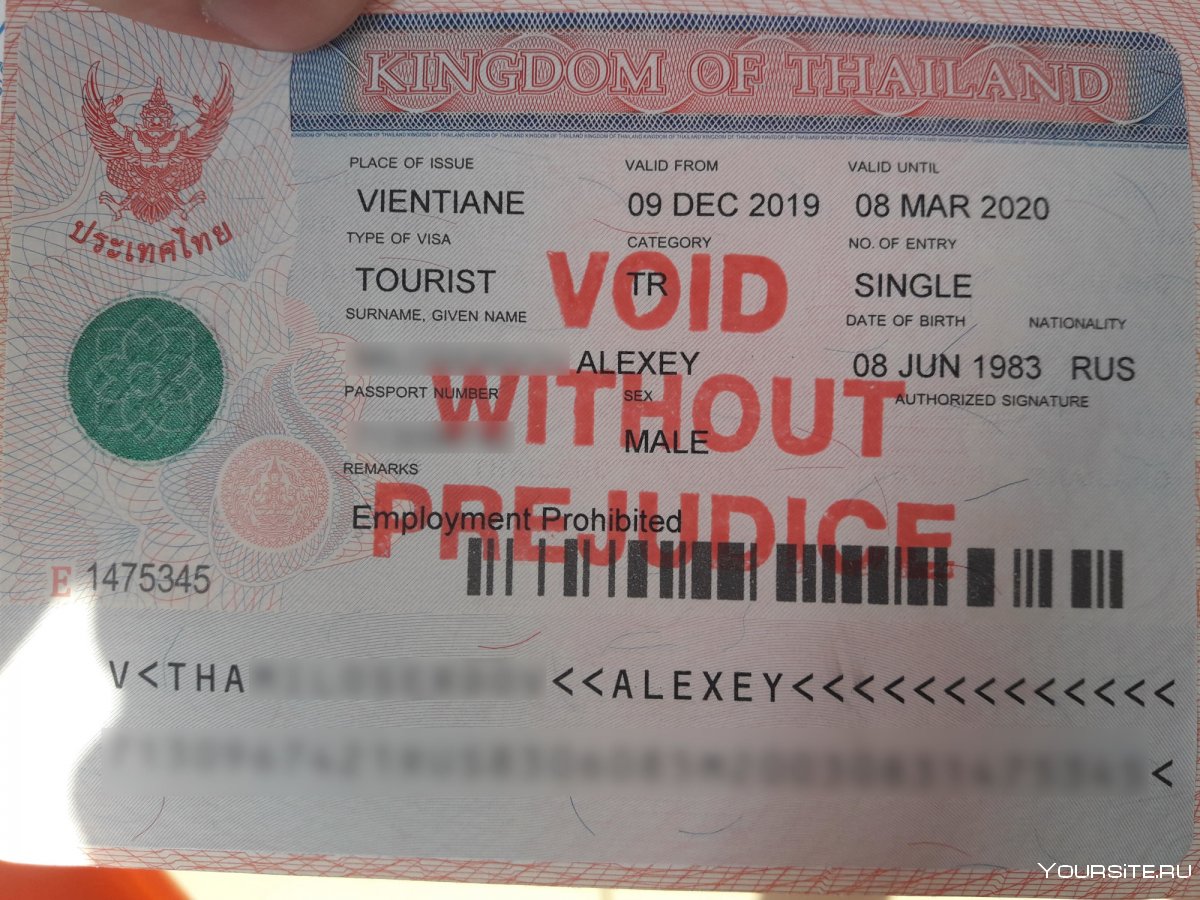 KINGDOM OF THAILAND
ประเทศไทย
PLACE OF ISSUE VALID FROM VALID UNTIL
VIENTIANE 09 DEC 2019 08 MAR 2020
TYPE OF VISA CATEGORY NO. OF ENTRY
TOURIST TR SINGLE
VOID
SURNAME, GIVEN NAME DATE OF BIRTH NATIONALITY
ALEXEY 08 JUN 1983 RUS
PASSPORT NUMBER SEX AUTHORIZED SIGNATURE
WITHOUT
MALE
REMARKS
Employment Prohibited
PREJUDICE
E 1475345
V<THA <<ALEXEY<<<<<<<<<<<<<<
<
YOURSITE.RU